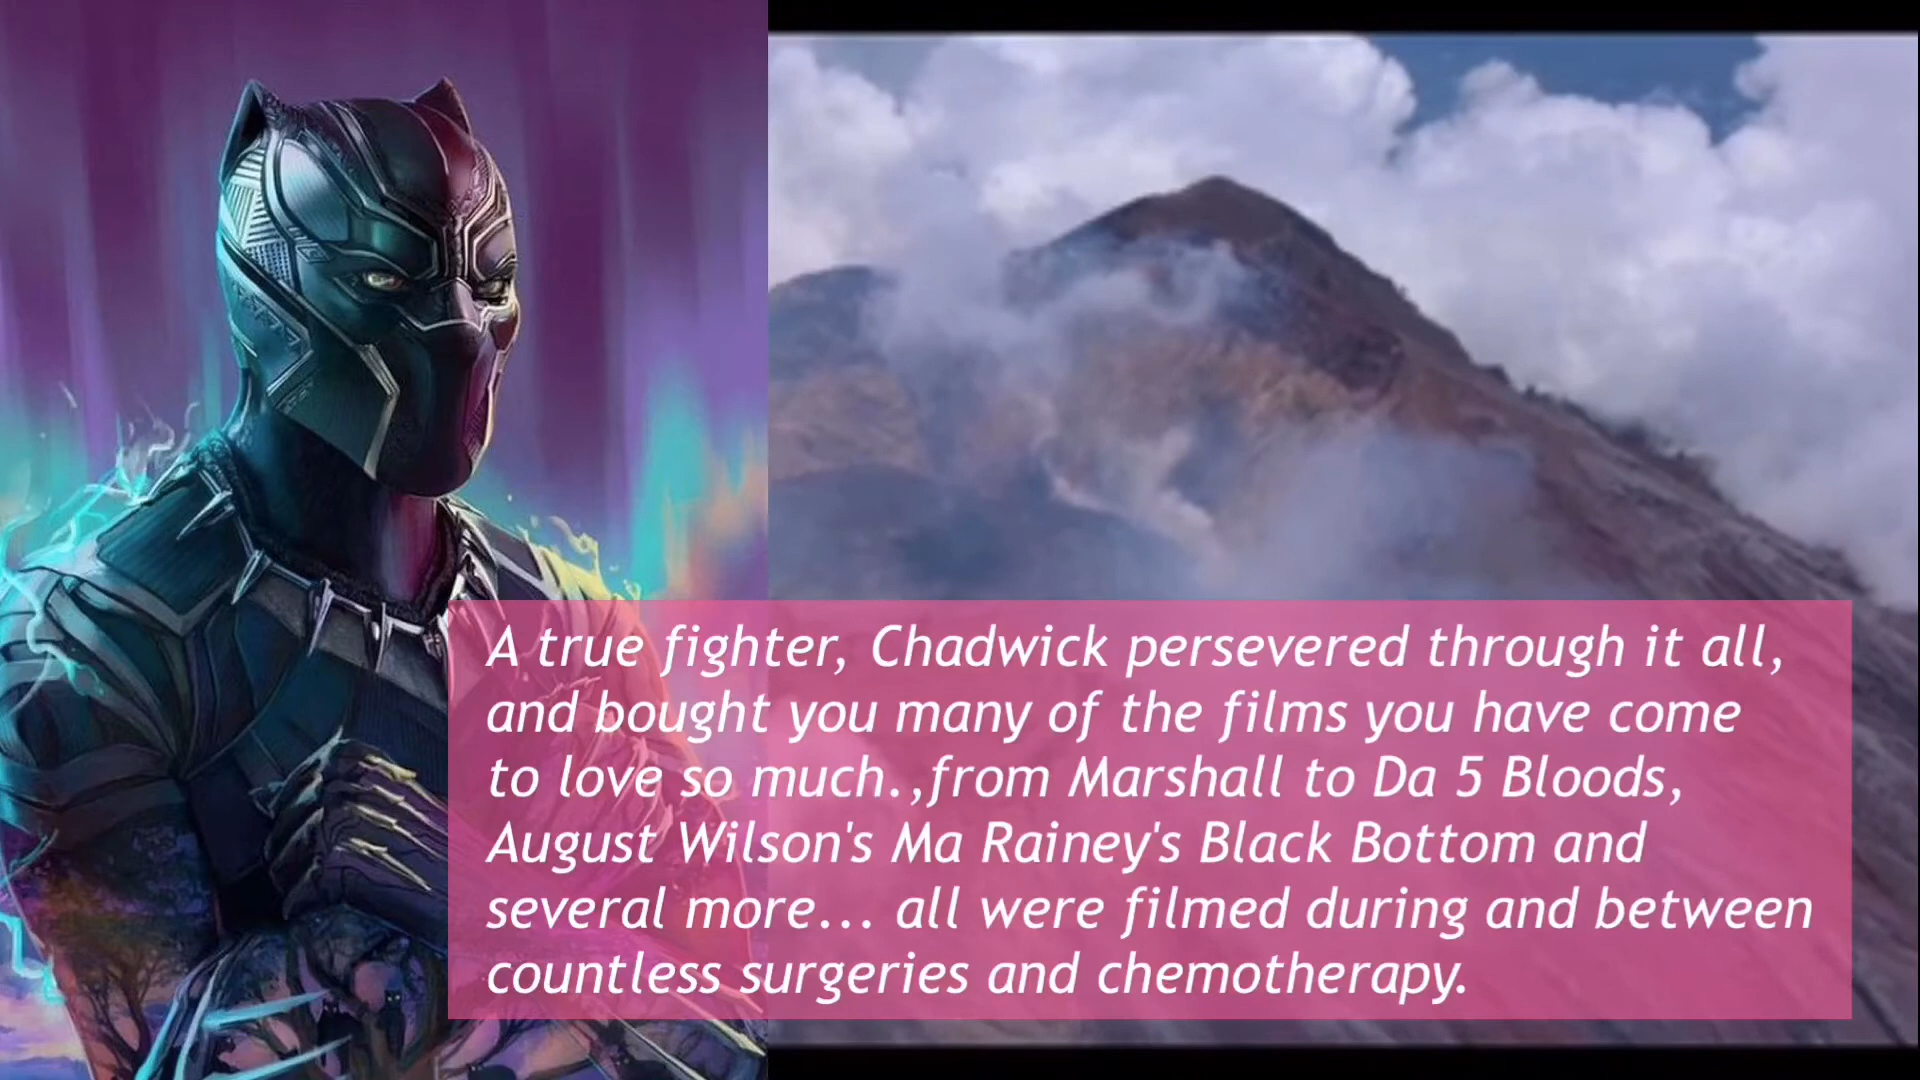 A true fighter, Chadwick persevered through it all,
and bought you many of the films you have come
to love so much.,from Marshall to Da 5 Bloods,
August Wilson's Ma Rainey's Black Bottom and
several more... all were filmed during and between
countless surgeries and chemotherapy.